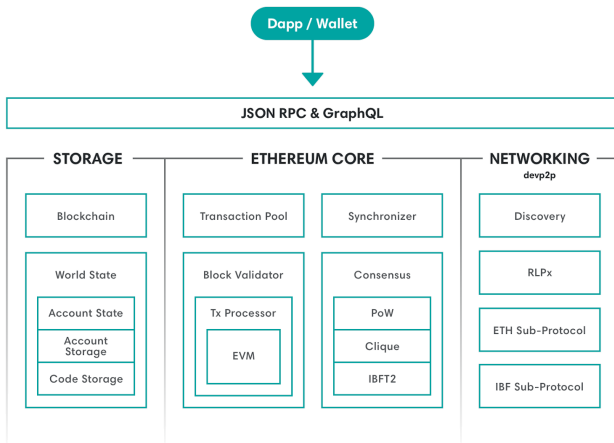 Dapp / Wallet
JSON RPC & GraphQL
STORAGE
ETHEREUM CORE
NETWORKING
devp2p
Blockchain
World State
Account State
Account
Storage
Code Storage
Transaction Pool
Synchronizer
Block Validator
Tx Processor
EVM
Consensus
PoW
Clique
IBFT2
Discovery
RLPx
ETH Sub-Protocol
IBF Sub-Protocol